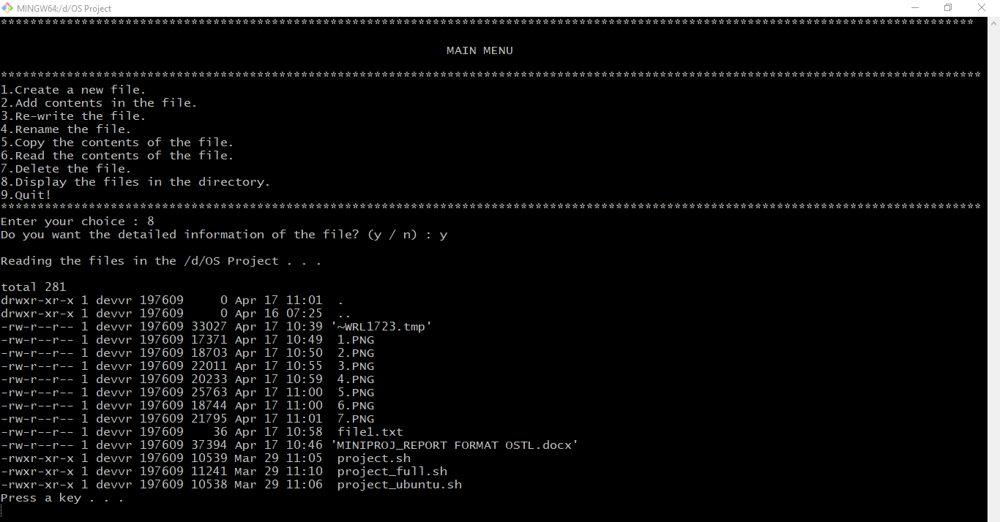 MINGW64:/d/OS Project
*************************************************************************************************************************************
MAIN MENU
**************************************************************************************************************************************
1.Create a new file.
2.Add contents in the file.
3.Re-write the file.
4.Rename the file.
5.Copy the contents of the file.
6.Read the contents of the file.
7.Delete the file.
8.Display the files in the directory.
9.Quit!
**************************************************************************************************************************************
Enter your choice : 8
Do you want the detailed information of the file? (y / n) : y
Reading the files in the /d/OS Project . . .
total 281
drwxr-xr-x 1 devvr 197609     0 Apr 17 11:01  .
drwxr-xr-x 1 devvr 197609     0 Apr 16 07:25  ..
-rw-r--r-- 1 devvr 197609 33027 Apr 17 10:39 '~WRL1723.tmp'
-rw-r--r-- 1 devvr 197609 17371 Apr 17 10:49  1.PNG
-rw-r--r-- 1 devvr 197609 18703 Apr 17 10:50  2.PNG
-rw-r--r-- 1 devvr 197609 22011 Apr 17 10:55  3.PNG
-rw-r--r-- 1 devvr 197609 20233 Apr 17 10:59  4.PNG
-rw-r--r-- 1 devvr 197609 25763 Apr 17 11:00  5.PNG
-rw-r--r-- 1 devvr 197609 18744 Apr 17 11:00  6.PNG
-rw-r--r-- 1 devvr 197609 21795 Apr 17 11:01  7.PNG
-rw-r--r-- 1 devvr 197609    36 Apr 17 10:58  file1.txt
-rw-r--r-- 1 devvr 197609 37394 Apr 17 10:46 'MINIPROJ_REPORT FORMAT OSTL.docx'
-rwxr-xr-x 1 devvr 197609 10539 Mar 29 11:05  project.sh
-rwxr-xr-x 1 devvr 197609 11241 Mar 29 11:10  project_full.sh
-rwxr-xr-x 1 devvr 197609 10538 Mar 29 11:06  project_ubuntu.sh
Press a key . . .